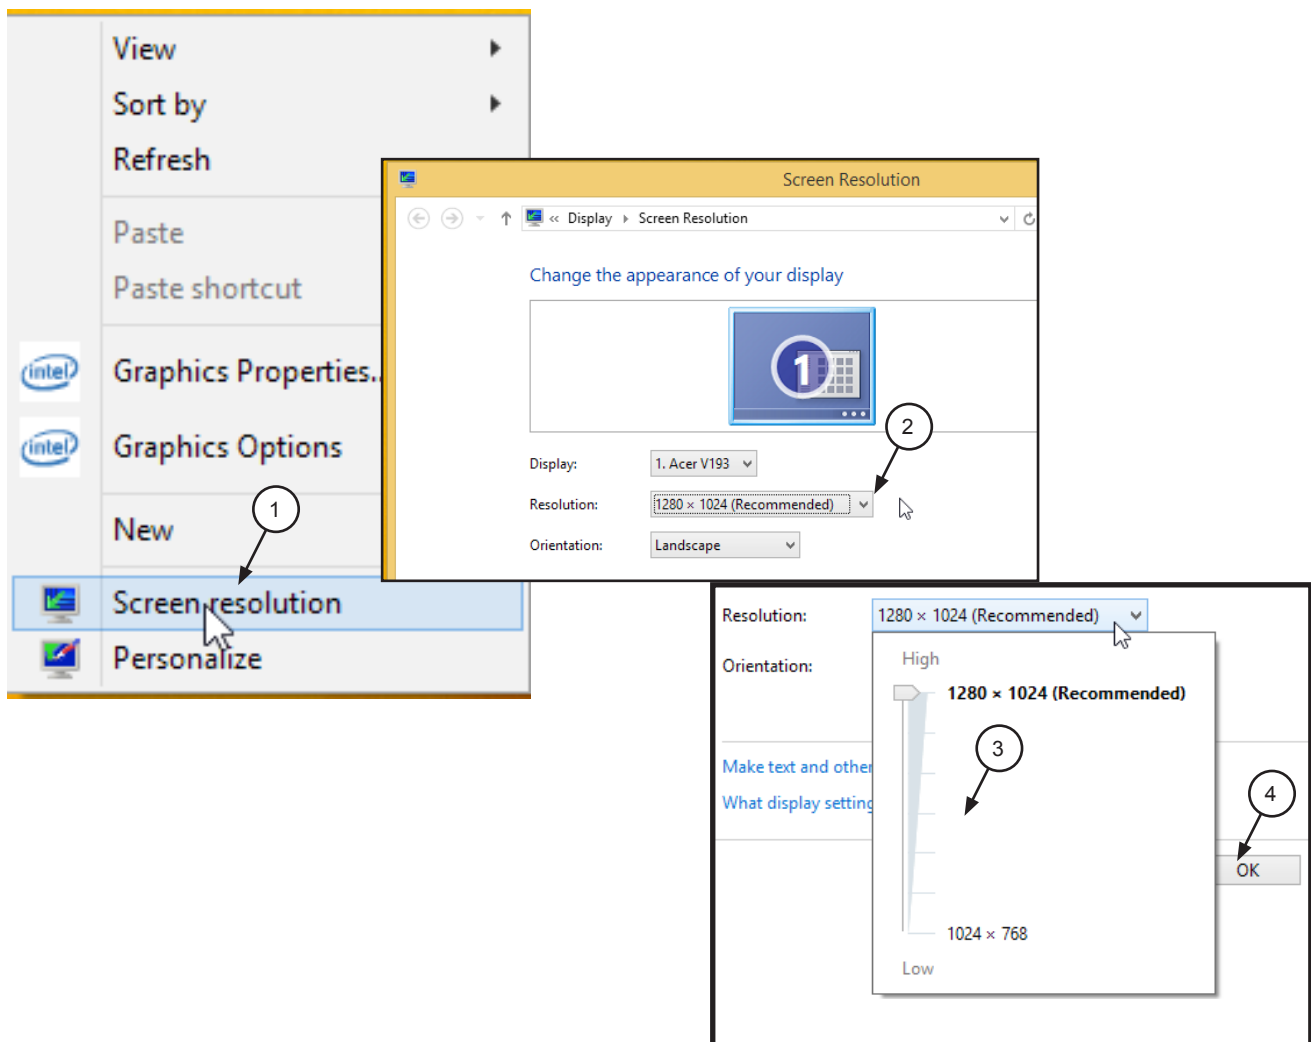 View
Sort by
Refresh
Paste
Paste shortcut
intel
Graphics Properties..
intel
Graphics Options
New
1
Screen resolution
Personalize
Screen Resolution
« Display Screen Resolution
Change the appearance of your display
1
2
Display: 1. Acer V193
Resolution: 1280 × 1024 (Recommended)
Orientation: Landscape
Resolution: 1280 × 1024 (Recommended)
Orientation:
High
1280 × 1024 (Recommended)
3
Make text and other
What display setting
4
OK
1024 × 768
Low